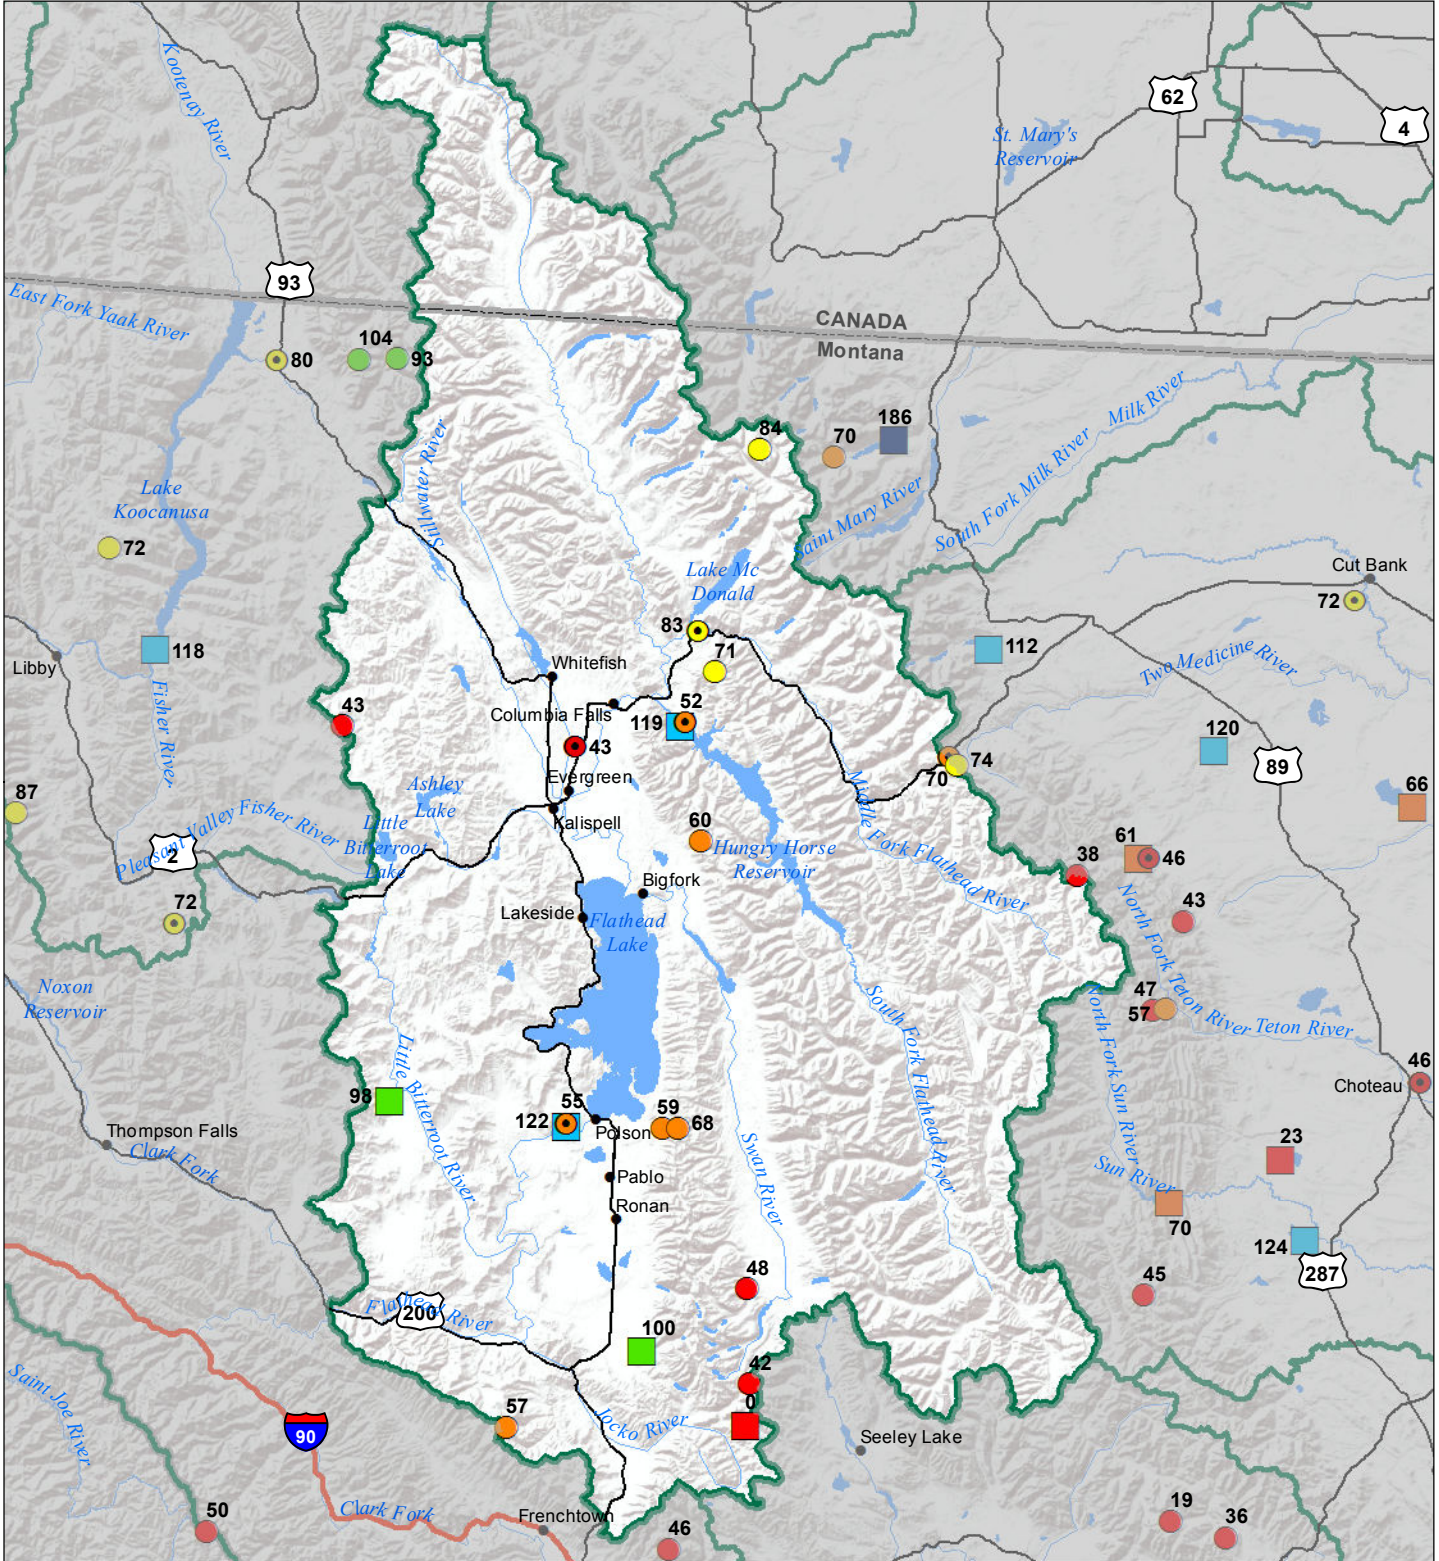 Kootenay River
62
4
St. Mary's
Reservoir
93
East Fork Yaak River
CANADA
Montana
104
93
80
Milk River
186
84
70
Stillwater River
South Fork Milk River
Saint Mary River
Lake
Koocanusa
72
Lake Mc
Donald
Cut Bank
72
83
118
112
Libby
Whitefish
71
Two Medicine River
Fisher River
43
52
Columbia Falls
119
120
43
74
70
89
Evergreen
Ashley
Lake
Middle Fork Flathead River
66
87
Pleasant Valley Fisher River
Little
Bitterroot
Lake
Kalispell
60
Hungry Horse
Reservoir
61
46
38
2
Bigfork
72
Lakeside
Flathead
Lake
North Fork Teton River
43
Noxon
Reservoir
South Fork Flathead River
47
57
North Fork Sun River
Teton River
Little Bitterroot River
46
Choteau
98
55
122
59
68
Polson
Thompson Falls
Clark Fork
Swan River
23
Sun River
Pablo
Ronan
70
124
287
48
45
Flathead River
200
100
Saint Joe River
42
0
57
Jocko River
90
Seeley Lake
Clark Fork
50
Frenchtown
46
19
36